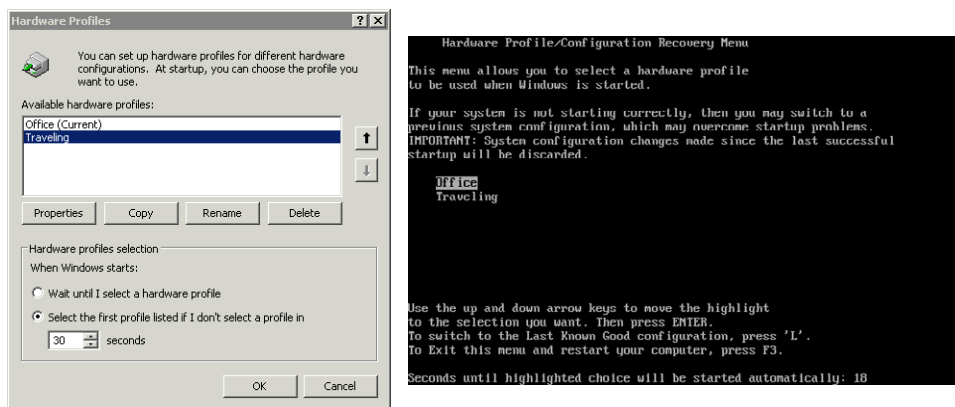 Hardware Profiles
You can set up hardware profiles for different hardware
configurations. At startup, you can choose the profile you
want to use.
Available hardware profiles:
Office (Current)
Traveling
Properties
Copy
Rename
Delete
Hardware profiles selection
When Windows starts:
Wait until I select a hardware profile
Select the first profile listed if I don't select a profile in
30 seconds
OK
Cancel
Hardware Profile/Configuration Recovery Menu
This menu allows you to select a hardware profile
to be used when Windows is started.
If your system is not starting correctly, then you may switch to a
previous system configuration, which may overcome startup problems.
IMPORTANT: System configuration changes made since the last successful
startup will be discarded.
Office
Traveling
Use the up and down arrow keys to move the highlight
to the selection you want. Then press ENTER.
To switch to the Last Known Good configuration, press 'L'.
To Exit this menu and restart your computer, press F3.
Seconds until highlighted choice will be started automatically: 18